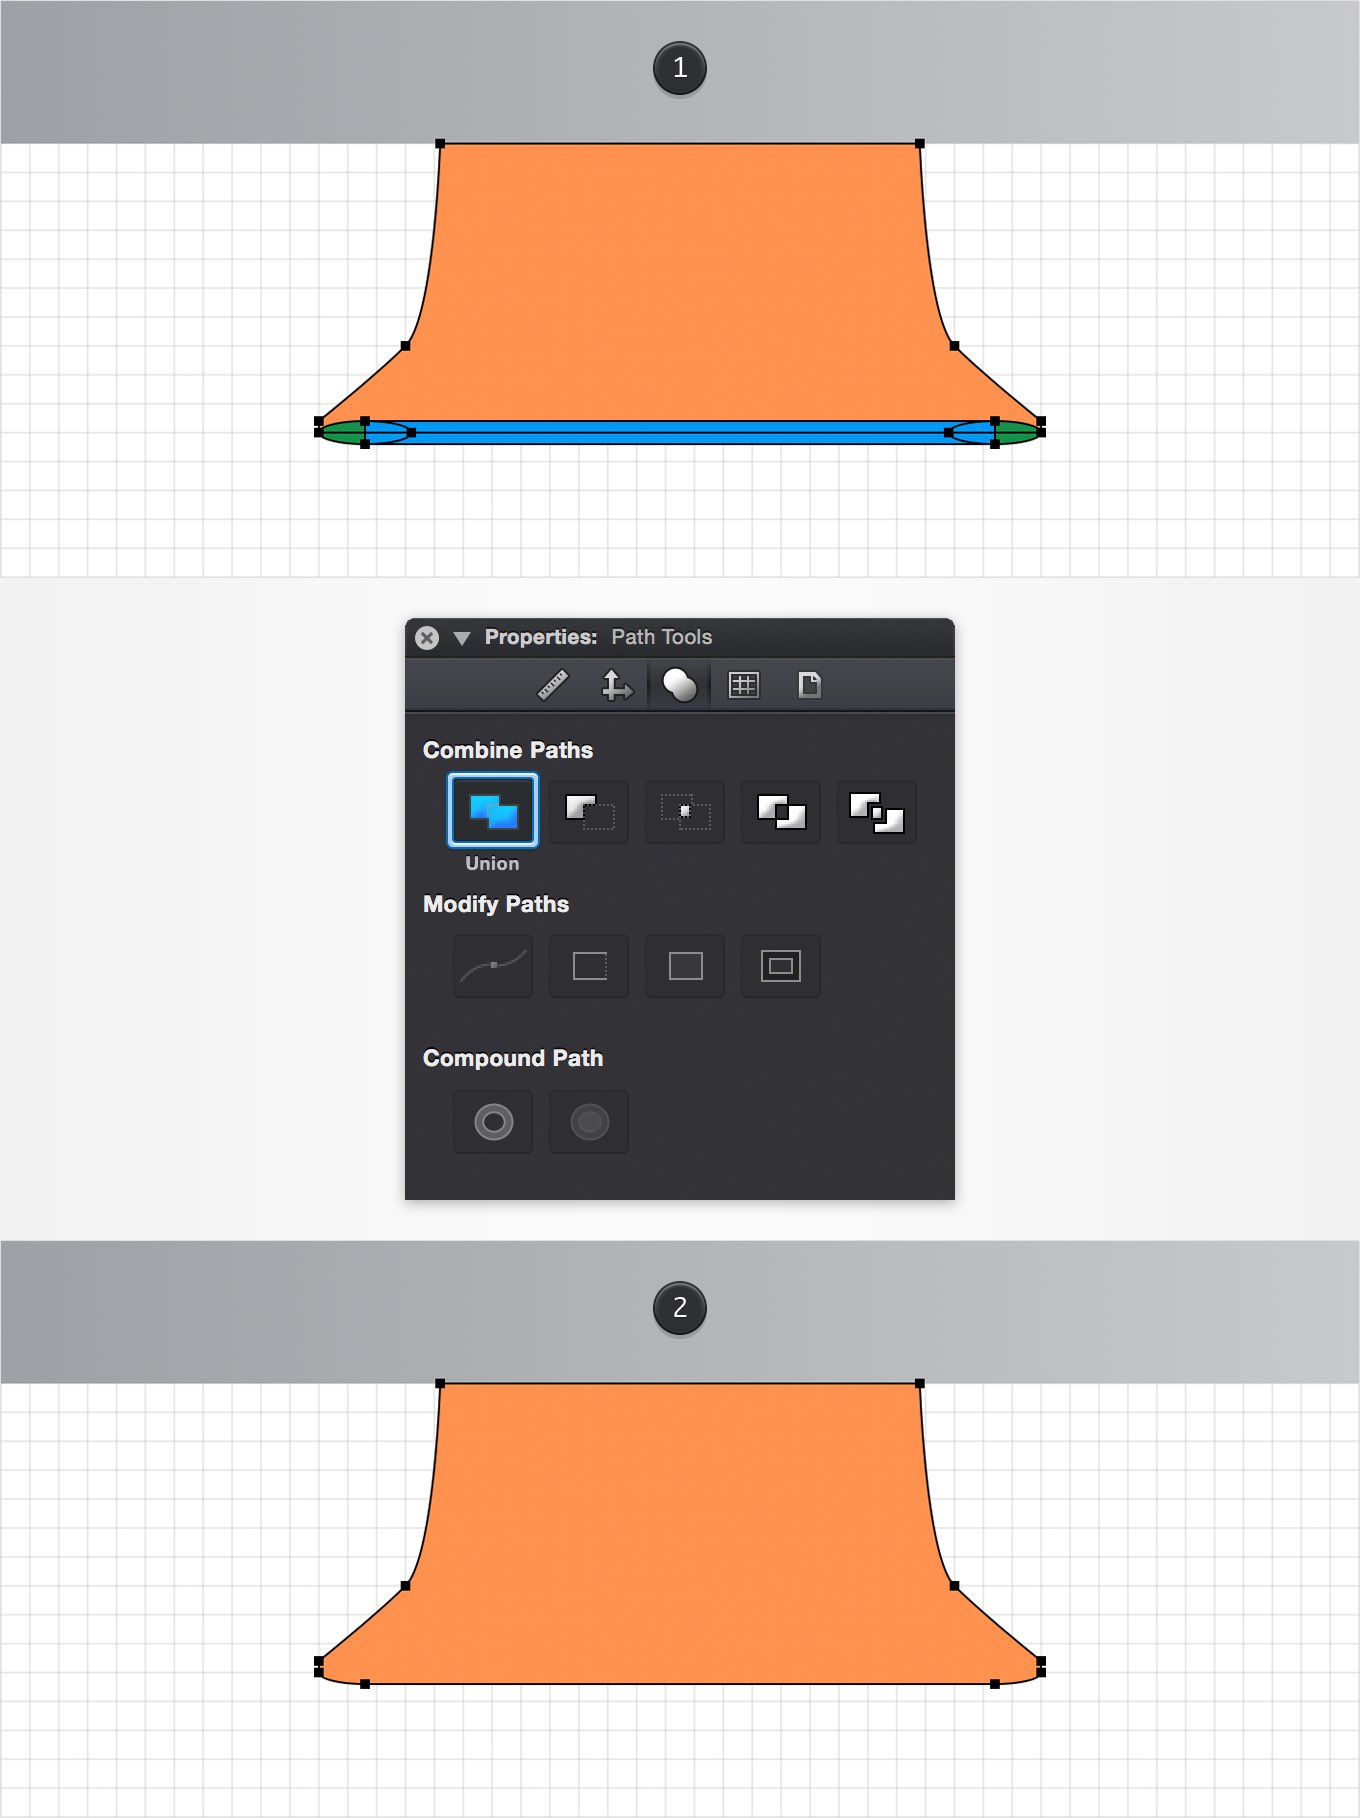 1
Properties: Path Tools
Combine Paths
Union
Modify Paths
Compound Path
2